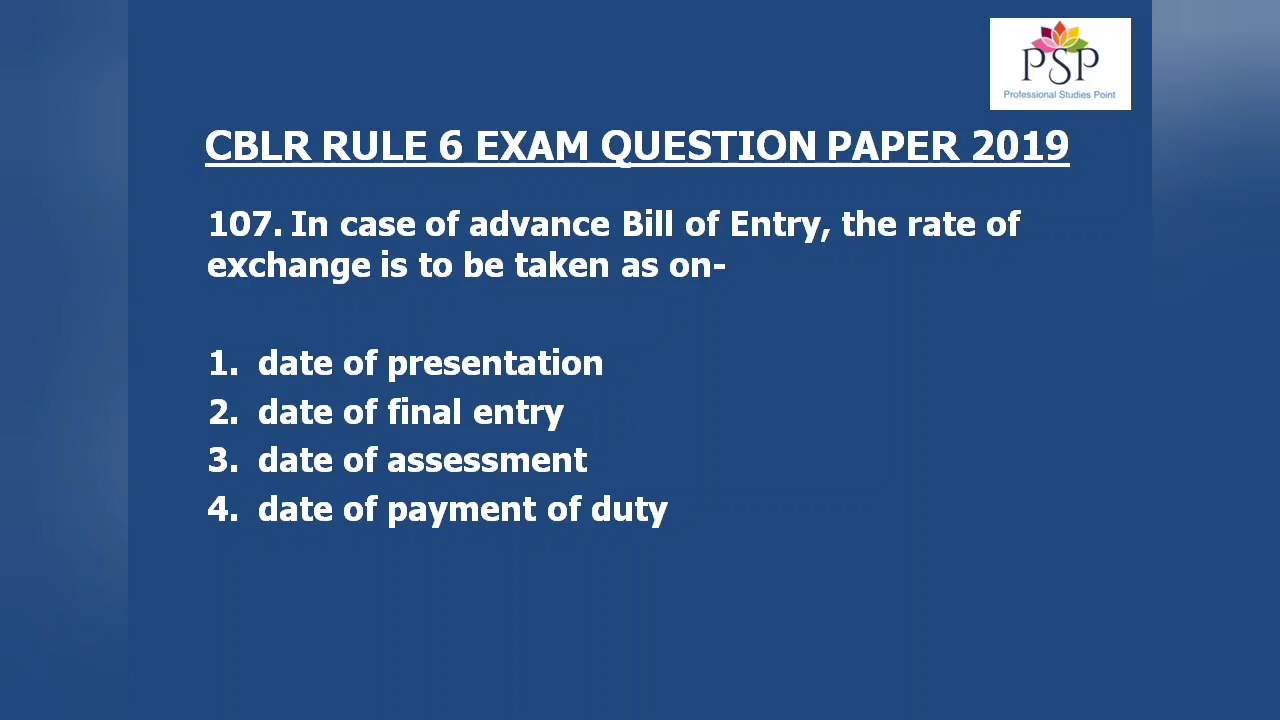 PSP
Professional Studies Point
CBLR RULE 6 EXAM QUESTION PAPER 2019
107. In case of advance Bill of Entry, the rate of
exchange is to be taken as on-
1. date of presentation
2. date of final entry
3. date of assessment
4. date of payment of duty